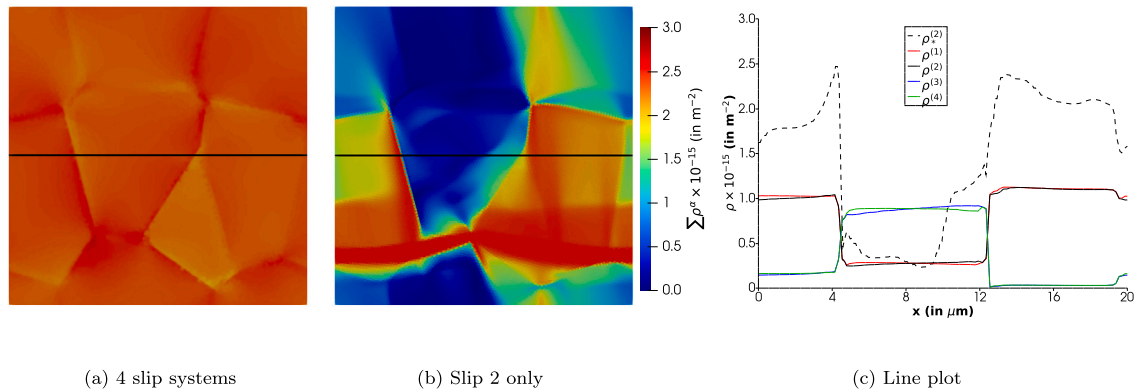 3.0
2.5
2.0
1.5
1
0.5
0.0
∑ρ^α × 10^-15 (in m^-2)
3.0
2.5
2.0
1.5
1.0
0.5
0
ρ × 10^-15 (in m^-2)
ρ_*^(2)
ρ^(1)
ρ^(2)
ρ^(3)
ρ^(4)
0 4 8 12 16 20
x (in μm)
(a) 4 slip systems (b) Slip 2 only (c) Line plot